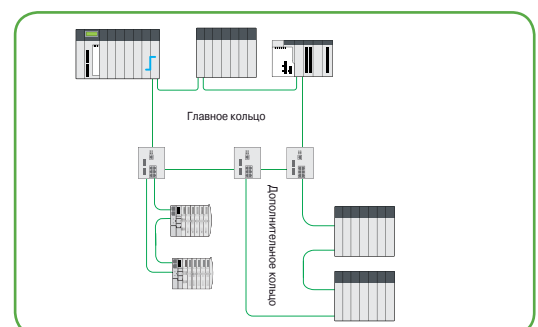 Главное кольцо
Дополнительное кольцо